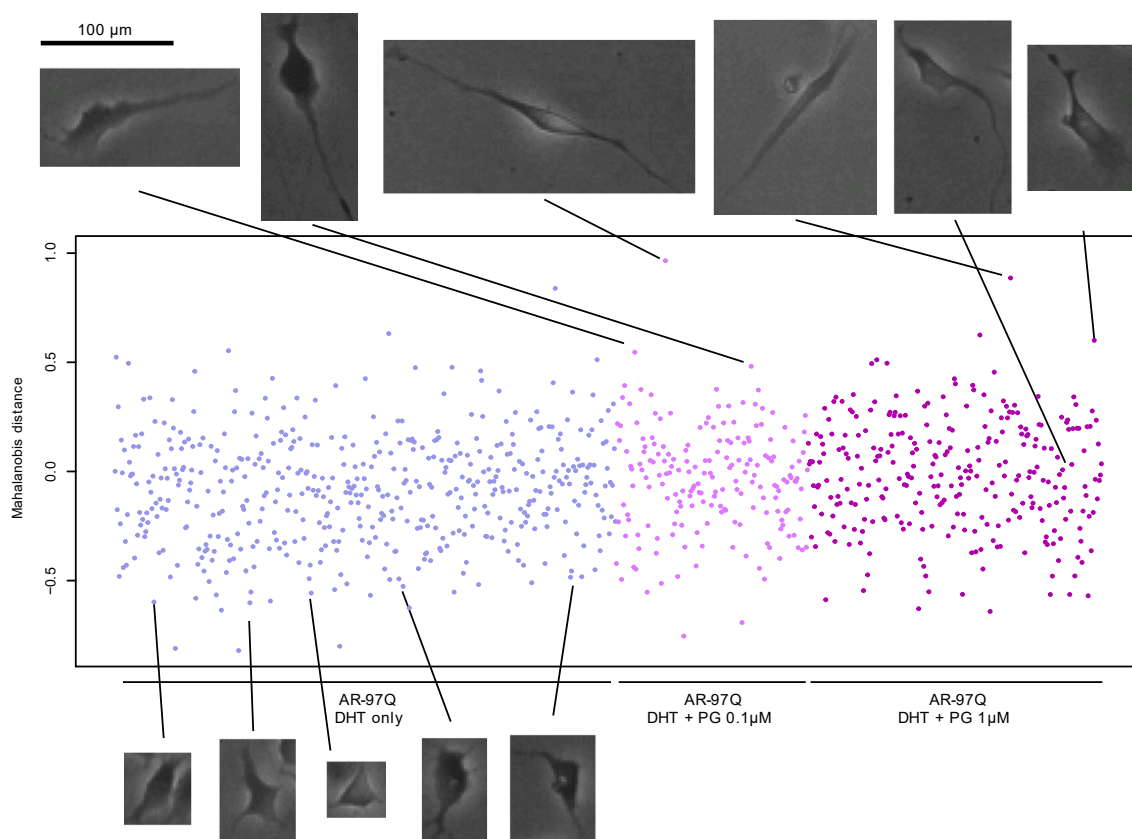 100 µm
Mahalanobis distance
1.0
0.5
0.0
−0.5
AR-97Q
DHT only
AR-97Q
DHT + PG 0.1µM
AR-97Q
DHT + PG 1µM